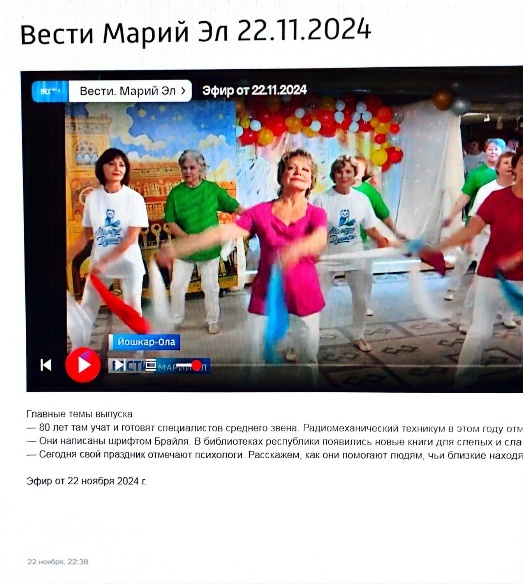 Вести Марий Эл 22.11.2024
Вести. Марий Эл › Эфир от 22.11.2024
Йошкар-Ола
Главные темы выпуска:
— 80 лет там учат и готовят специалистов среднего звена. Радиомеханический техникум в этом году
— Они написаны шрифтом Брайля. В библиотеках республики появились новые книги для слепых и
— Сегодня свой праздник отмечают психологи. Расскажем, как они помогают людям, чьи близкие
Эфир от 22 ноября 2024 г.
22 ноября, 22:38